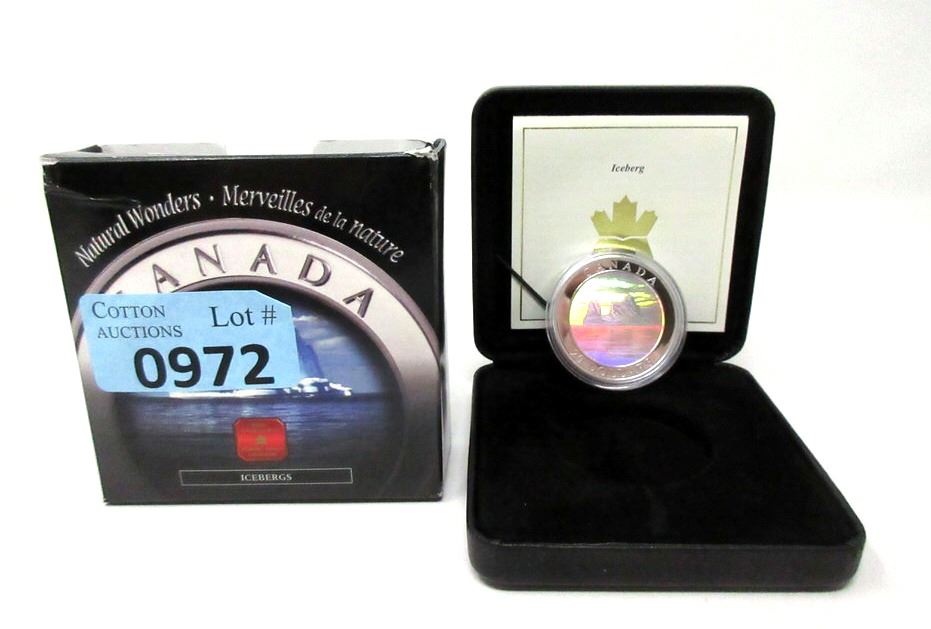 Natural Wonders · Merveilles de la nature
CANADA
COTTON
AUCTIONS
Lot #
0972
ICEBERGS
Iceberg
CANADA